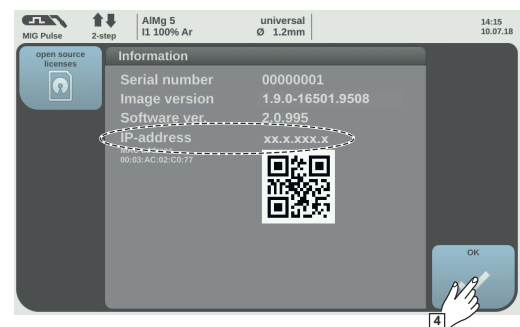 MIG Pulse
2-step
AlMg 5
I1 100% Ar
universal
Ø 1.2mm
14:15
10.07.18
open source
licenses
Information
Serial number 00000001
Image version 1.9.0-16501.9508
Software ver. 2.0.995
IP-address xx.x.xxx.x
00:03:AC:02:C0:77
OK
4